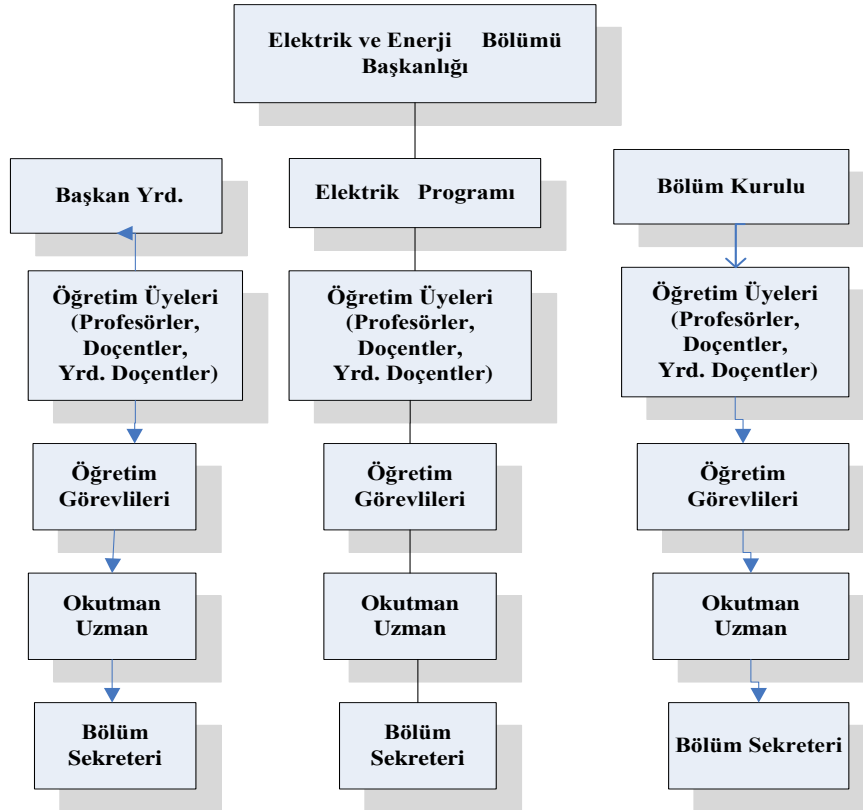 Elektrik ve Enerji Bölümü
Başkanlığı
Başkan Yrd.
Elektrik Programı
Bölüm Kurulu
Öğretim Üyeleri
(Profesörler,
Doçentler,
Yrd. Doçentler)
Öğretim Üyeleri
(Profesörler,
Doçentler,
Yrd. Doçentler)
Öğretim Üyeleri
(Profesörler,
Doçentler,
Yrd. Doçentler)
Öğretim
Görevlileri
Öğretim
Görevlileri
Öğretim
Görevlileri
Okutman
Uzman
Okutman
Uzman
Okutman
Uzman
Bölüm
Sekreteri
Bölüm
Sekreteri
Bölüm Sekreteri